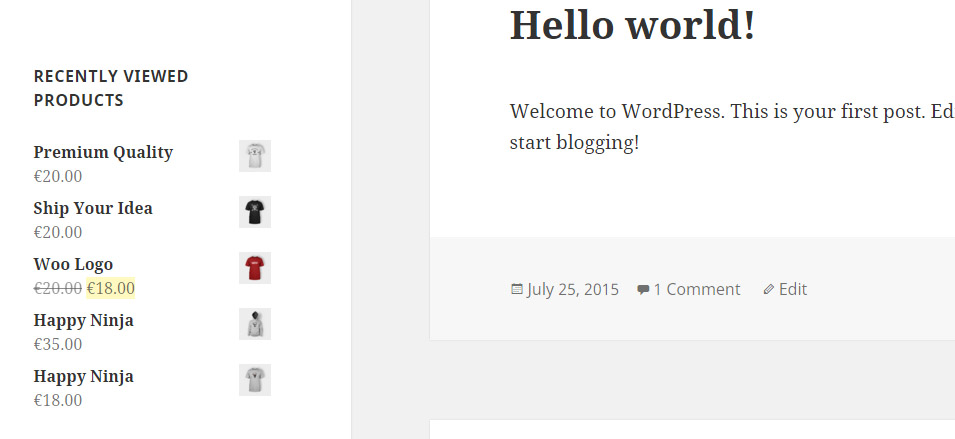 RECENTLY VIEWED
PRODUCTS
Premium Quality
€20.00
Ship Your Idea
€20.00
Woo Logo
€20.00 €18.00
Happy Ninja
€35.00
Happy Ninja
€18.00
Hello world!
Welcome to WordPress. This is your first post. Ed
start blogging!
July 25, 2015 1 Comment Edit